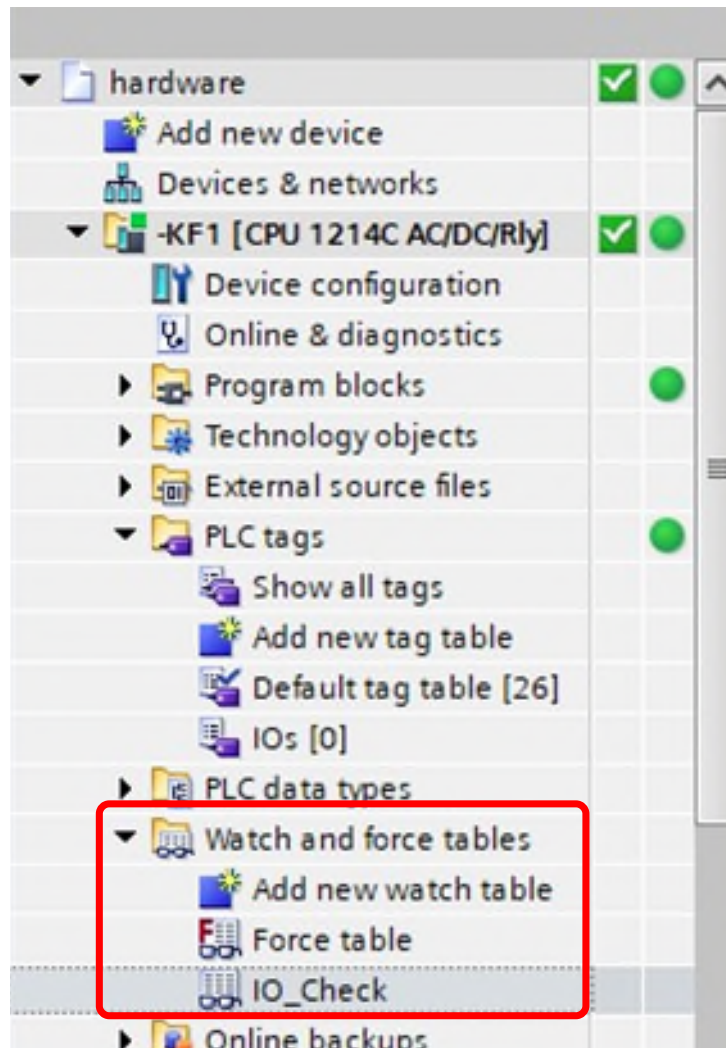 hardware
Add new device
Devices & networks
-KF1 [CPU 1214C AC/DC/Rly]
Device configuration
Online & diagnostics
Program blocks
Technology objects
External source files
PLC tags
Show all tags
Add new tag table
Default tag table [26]
IOs [0]
PLC data types
Watch and force tables
Add new watch table
Force table
IO_Check
Online backups